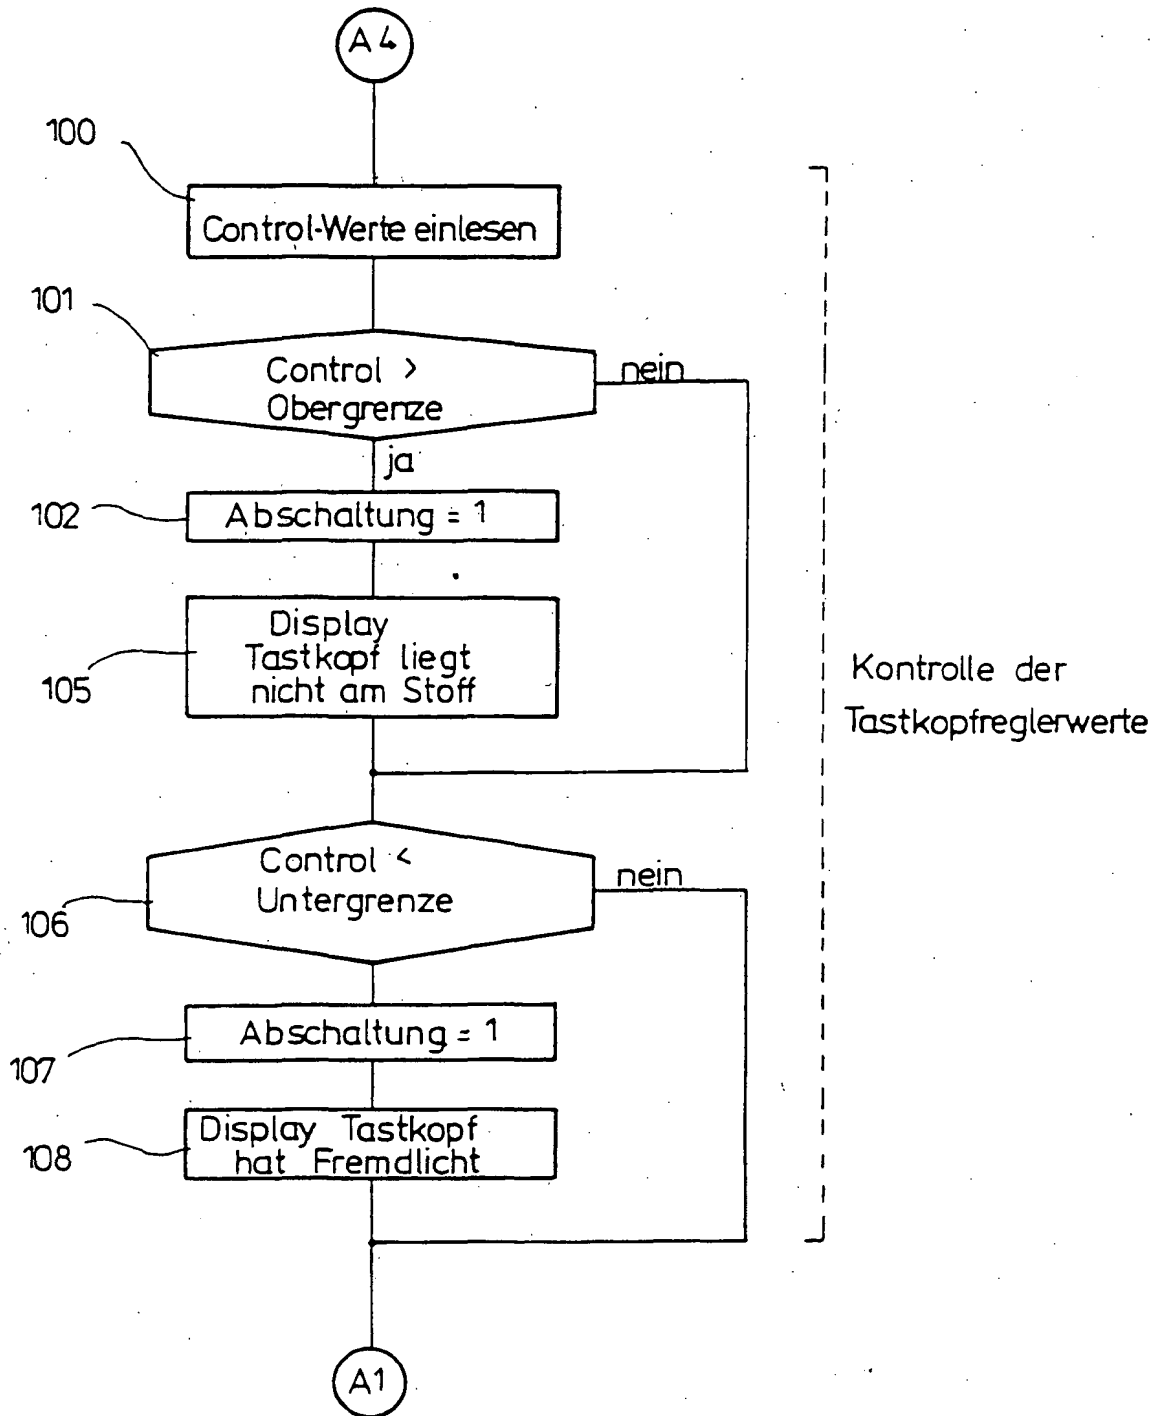 A4
100
Control-Werte einlesen
101
Control >
Obergrenze
nein
ja
102
Abschaltung = 1
Display
Tastkopf liegt
nicht am Stoff
105
Kontrolle der
Tastkopfreglerwerte
Control <
Untergrenze
nein
106
Abschaltung = 1
107
Display Tastkopf
hat Fremdlicht
108
A1